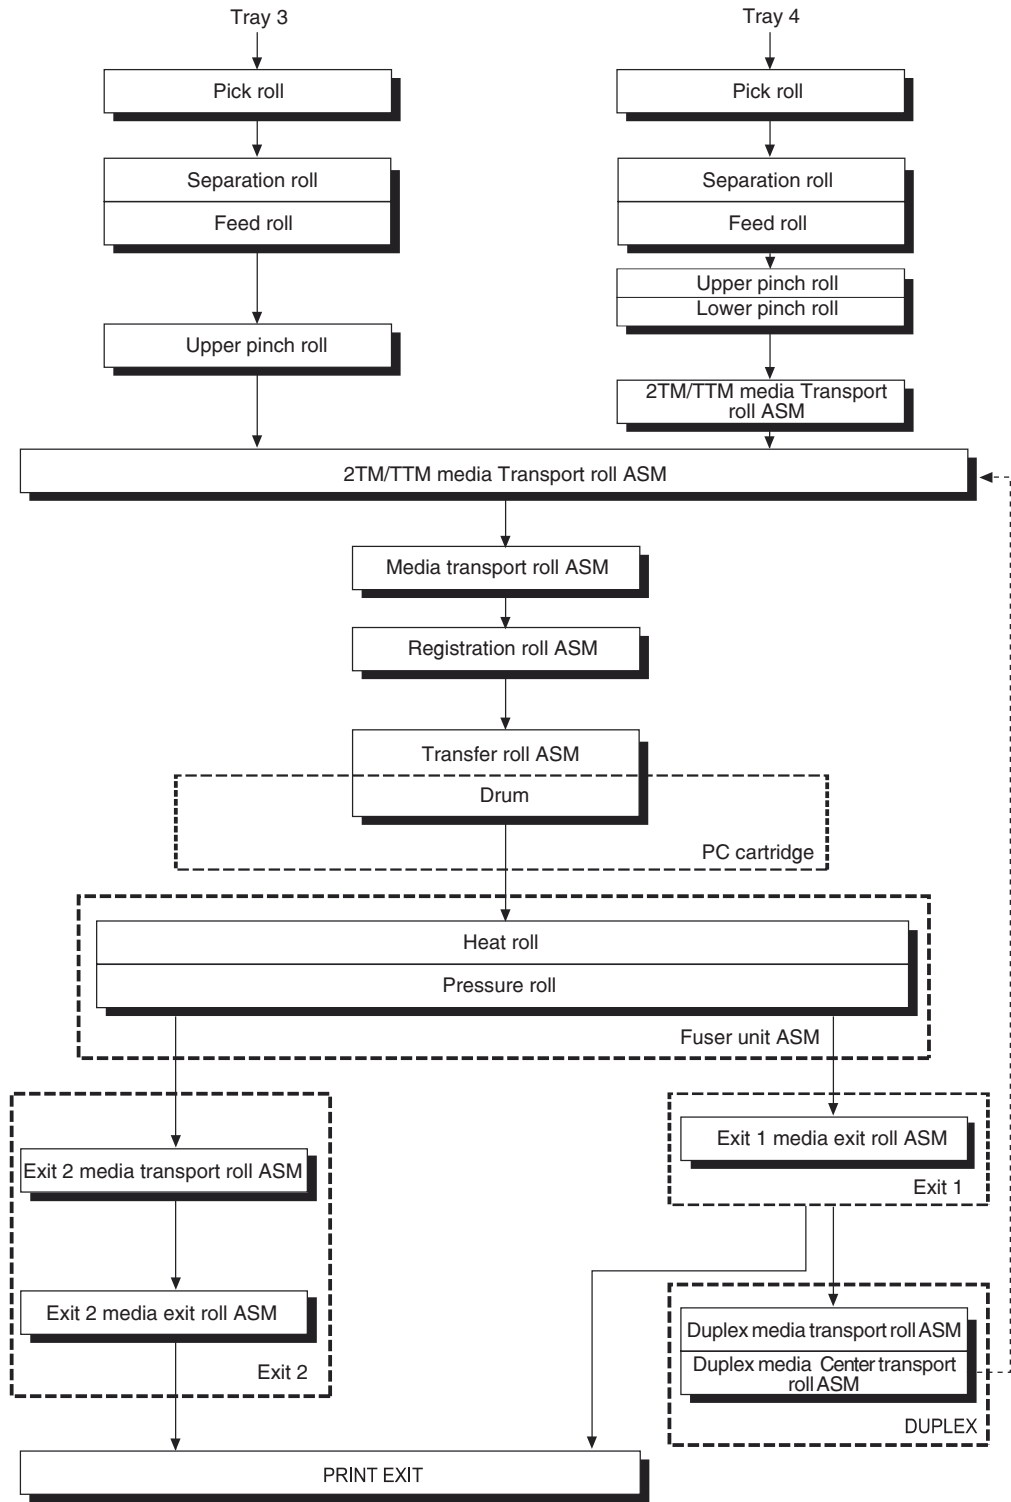 Tray 3
Tray 4
Pick roll
Pick roll
Separation roll
Separation roll
Feed roll
Feed roll
Upper pinch roll
Lower pinch roll
Upper pinch roll
2TM/TTM media Transport
roll ASM
2TM/TTM media Transport roll ASM
Media transport roll ASM
Registration roll ASM
Transfer roll ASM
Drum
PC cartridge
Heat roll
Pressure roll
Fuser unit ASM
Exit 1 media exit roll ASM
Exit 1
Exit 2 media transport roll ASM
Exit 2 media exit roll ASM
Exit 2
Duplex media transport roll ASM
Duplex media Center transport
roll ASM
DUPLEX
PRINT EXIT